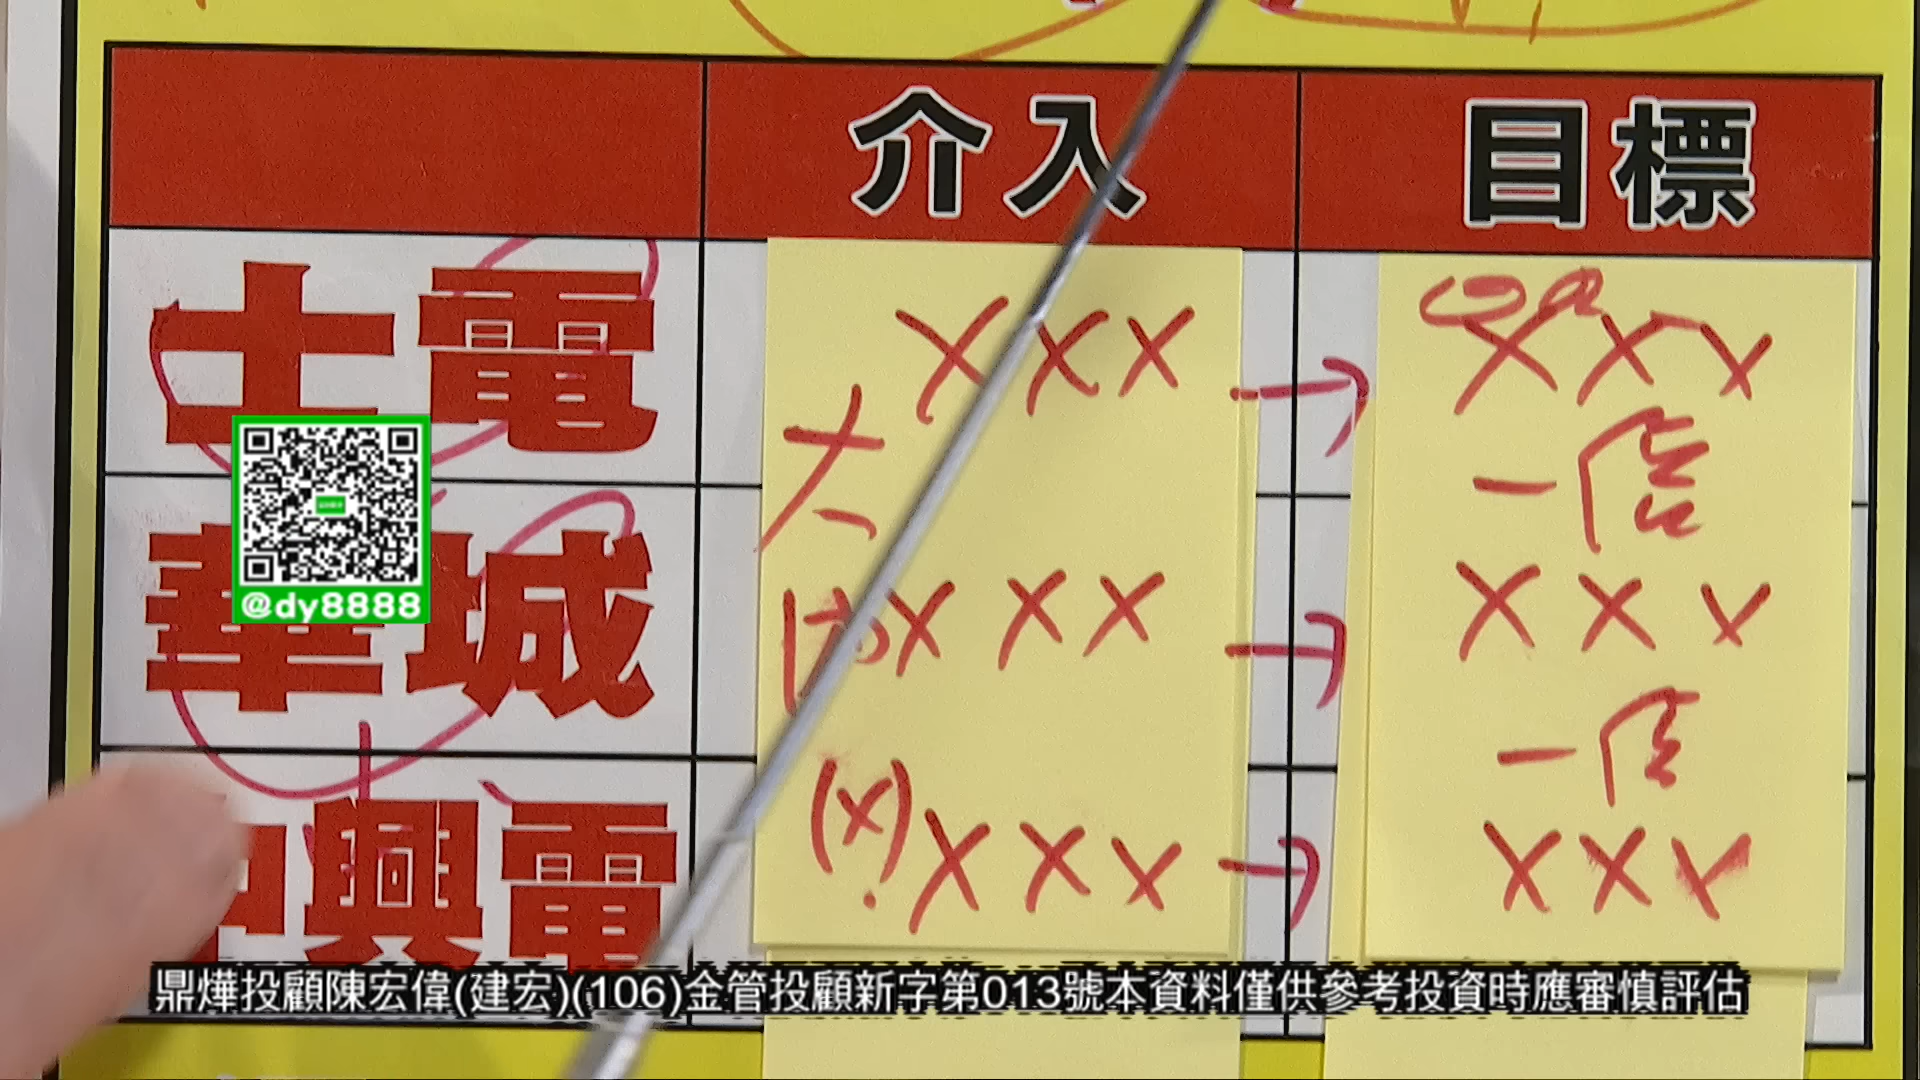 介入 目標
士電 XXX → XXX
大
一倍
華城 XXX → XXX
@dy8888
一倍
中興電 (X) XXX → XXX
鼎燁投顧陳宏偉(建宏)(106)金管投顧新字第013號本資料僅供參考投資時應審慎評估